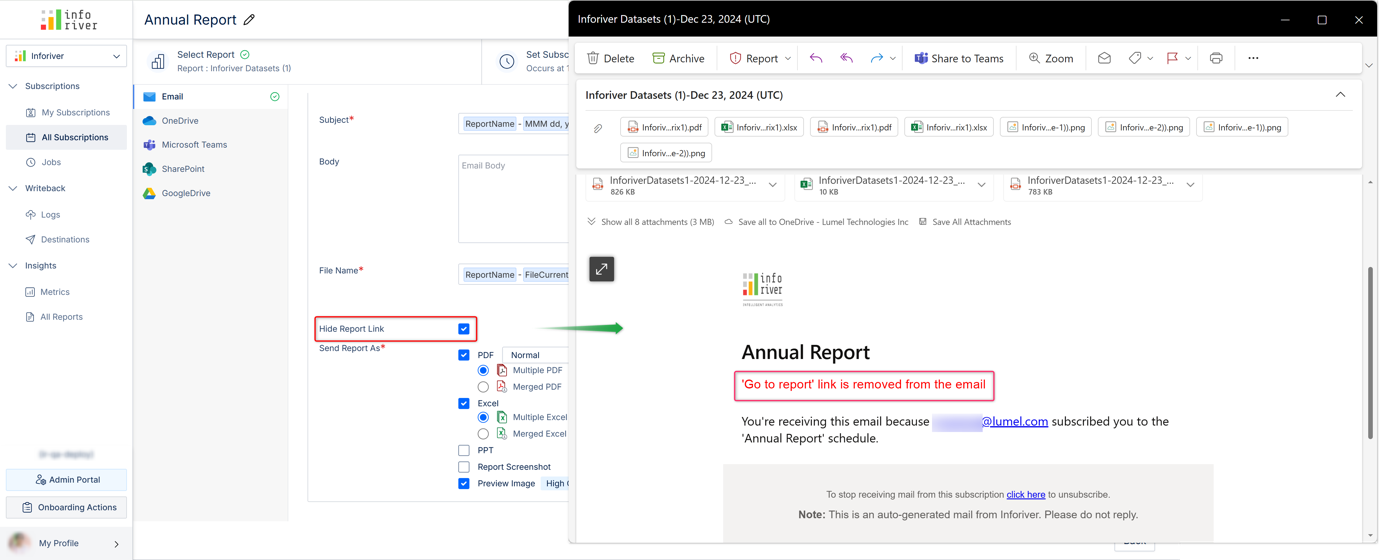 info
river
Inforiver
Subscriptions
My Subscriptions
All Subscriptions
Jobs
Writeback
Logs
Destinations
Insights
Metrics
All Reports
Admin Portal
Onboarding Actions
My Profile
Annual Report
Select Report
Report : Inforiver Datasets (1)
Set Subsc
Occurs at 1
Email
OneDrive
Microsoft Teams
SharePoint
GoogleDrive
Subject*
ReportName - MMM dd, y
Body
Email Body
File Name*
ReportName - FileCurrent
Hide Report Link
Send Report As*
PDF Normal
Multiple PDF
Merged PDF
Excel
Multiple Excel
Merged Excel
PPT
Report Screenshot
Preview Image High
Inforiver Datasets (1)-Dec 23, 2024 (UTC)
Delete Archive Report Share to Teams Zoom
Inforiver Datasets (1)-Dec 23, 2024 (UTC)
Inforiv...rix1).pdf Inforiv...rix1).xlsx Inforiv...rix1).pdf Inforiv...rix1).xlsx Inforiv...e-1)).png Inforiv...e-2)).png Inforiv...e-1)).png
Inforiv...e-2)).png
InforiverDatasets1-2024-12-23_... InforiverDatasets1-2024-12-23_... InforiverDatasets1-2024-12-23_...
826 KB 10 KB 783 KB
Show all 8 attachments (3 MB) Save all to OneDrive - Lumel Technologies Inc Save All Attachments
info
river
INTELLIGENT ANALYTICS
Annual Report
'Go to report' link is removed from the email
You're receiving this email because @lumel.com subscribed you to the
'Annual Report' schedule.
To stop receiving mail from this subscription click here to unsubscribe.
Note: This is an auto-generated mail from Inforiver. Please do not reply.